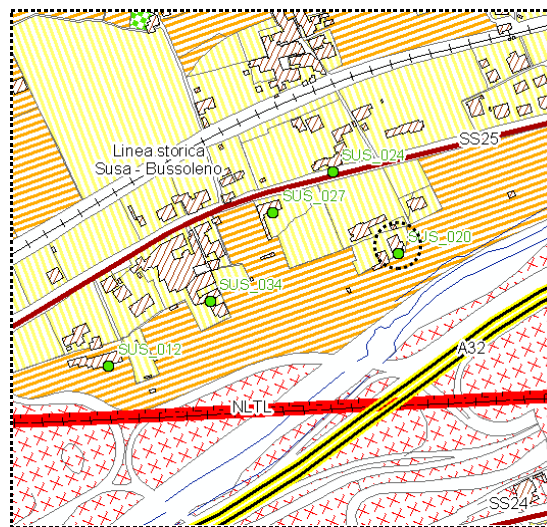 SS25
Linea storica
Susa - Bussoleno
SUS_024
SUS_027
SUS_020
SUS_034
A32
SUS_012
NLTL
SS24